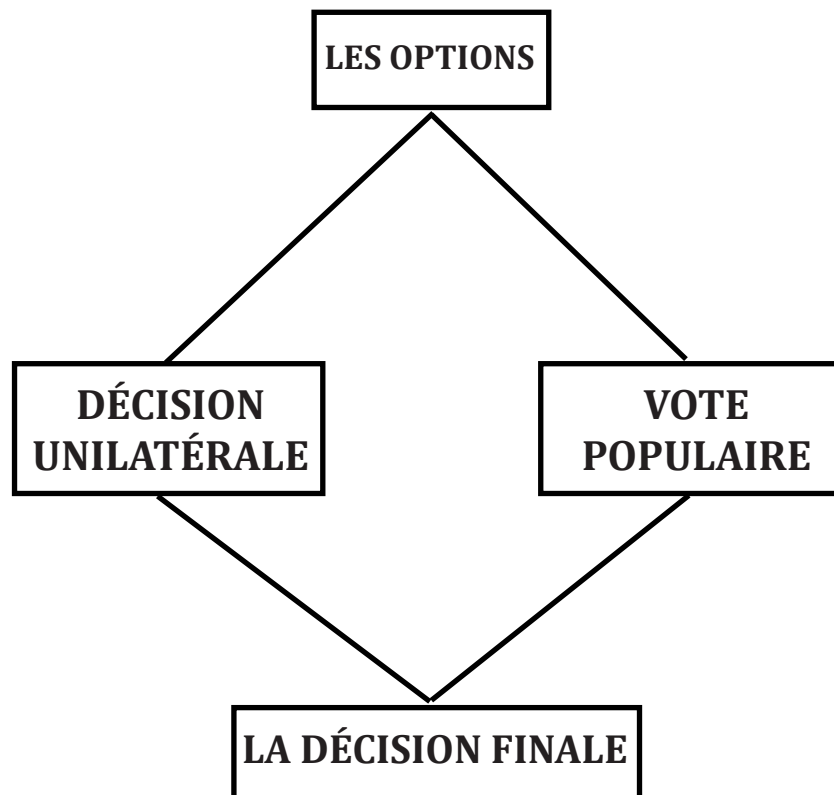 LES OPTIONS
DÉCISION
UNILATÉRALE
VOTE
POPULAIRE
LA DÉCISION FINALE